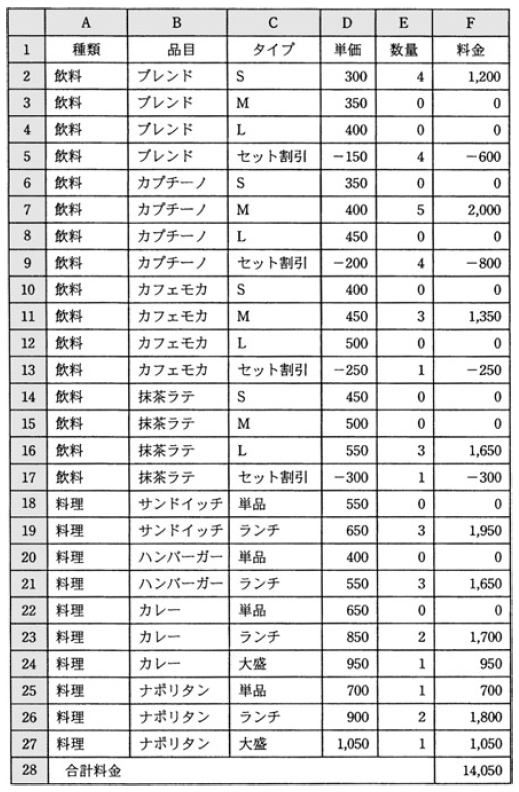 A B C D E F
1 種類 品目 タイプ 単価 数量 料金
2 飲料 ブレンド S 300 4 1,200
3 飲料 ブレンド M 350 0 0
4 飲料 ブレンド L 400 0 0
5 飲料 ブレンド セット割引 －150 4 －600
6 飲料 カプチーノ S 350 0 0
7 飲料 カプチーノ M 400 5 2,000
8 飲料 カプチーノ L 450 0 0
9 飲料 カプチーノ セット割引 －200 4 －800
10 飲料 カフェモカ S 400 0 0
11 飲料 カフェモカ M 450 3 1,350
12 飲料 カフェモカ L 500 0 0
13 飲料 カフェモカ セット割引 －250 1 －250
14 飲料 抹茶ラテ S 450 0 0
15 飲料 抹茶ラテ M 500 0 0
16 飲料 抹茶ラテ L 550 3 1,650
17 飲料 抹茶ラテ セット割引 －300 1 －300
18 料理 サンドイッチ 単品 550 0 0
19 料理 サンドイッチ ランチ 650 3 1,950
20 料理 ハンバーガー 単品 400 0 0
21 料理 ハンバーガー ランチ 550 3 1,650
22 料理 カレー 単品 650 0 0
23 料理 カレー ランチ 850 2 1,700
24 料理 カレー 大盛 950 1 950
25 料理 ナポリタン 単品 700 1 700
26 料理 ナポリタン ランチ 900 2 1,800
27 料理 ナポリタン 大盛 1,050 1 1,050
28 合計料金 14,050